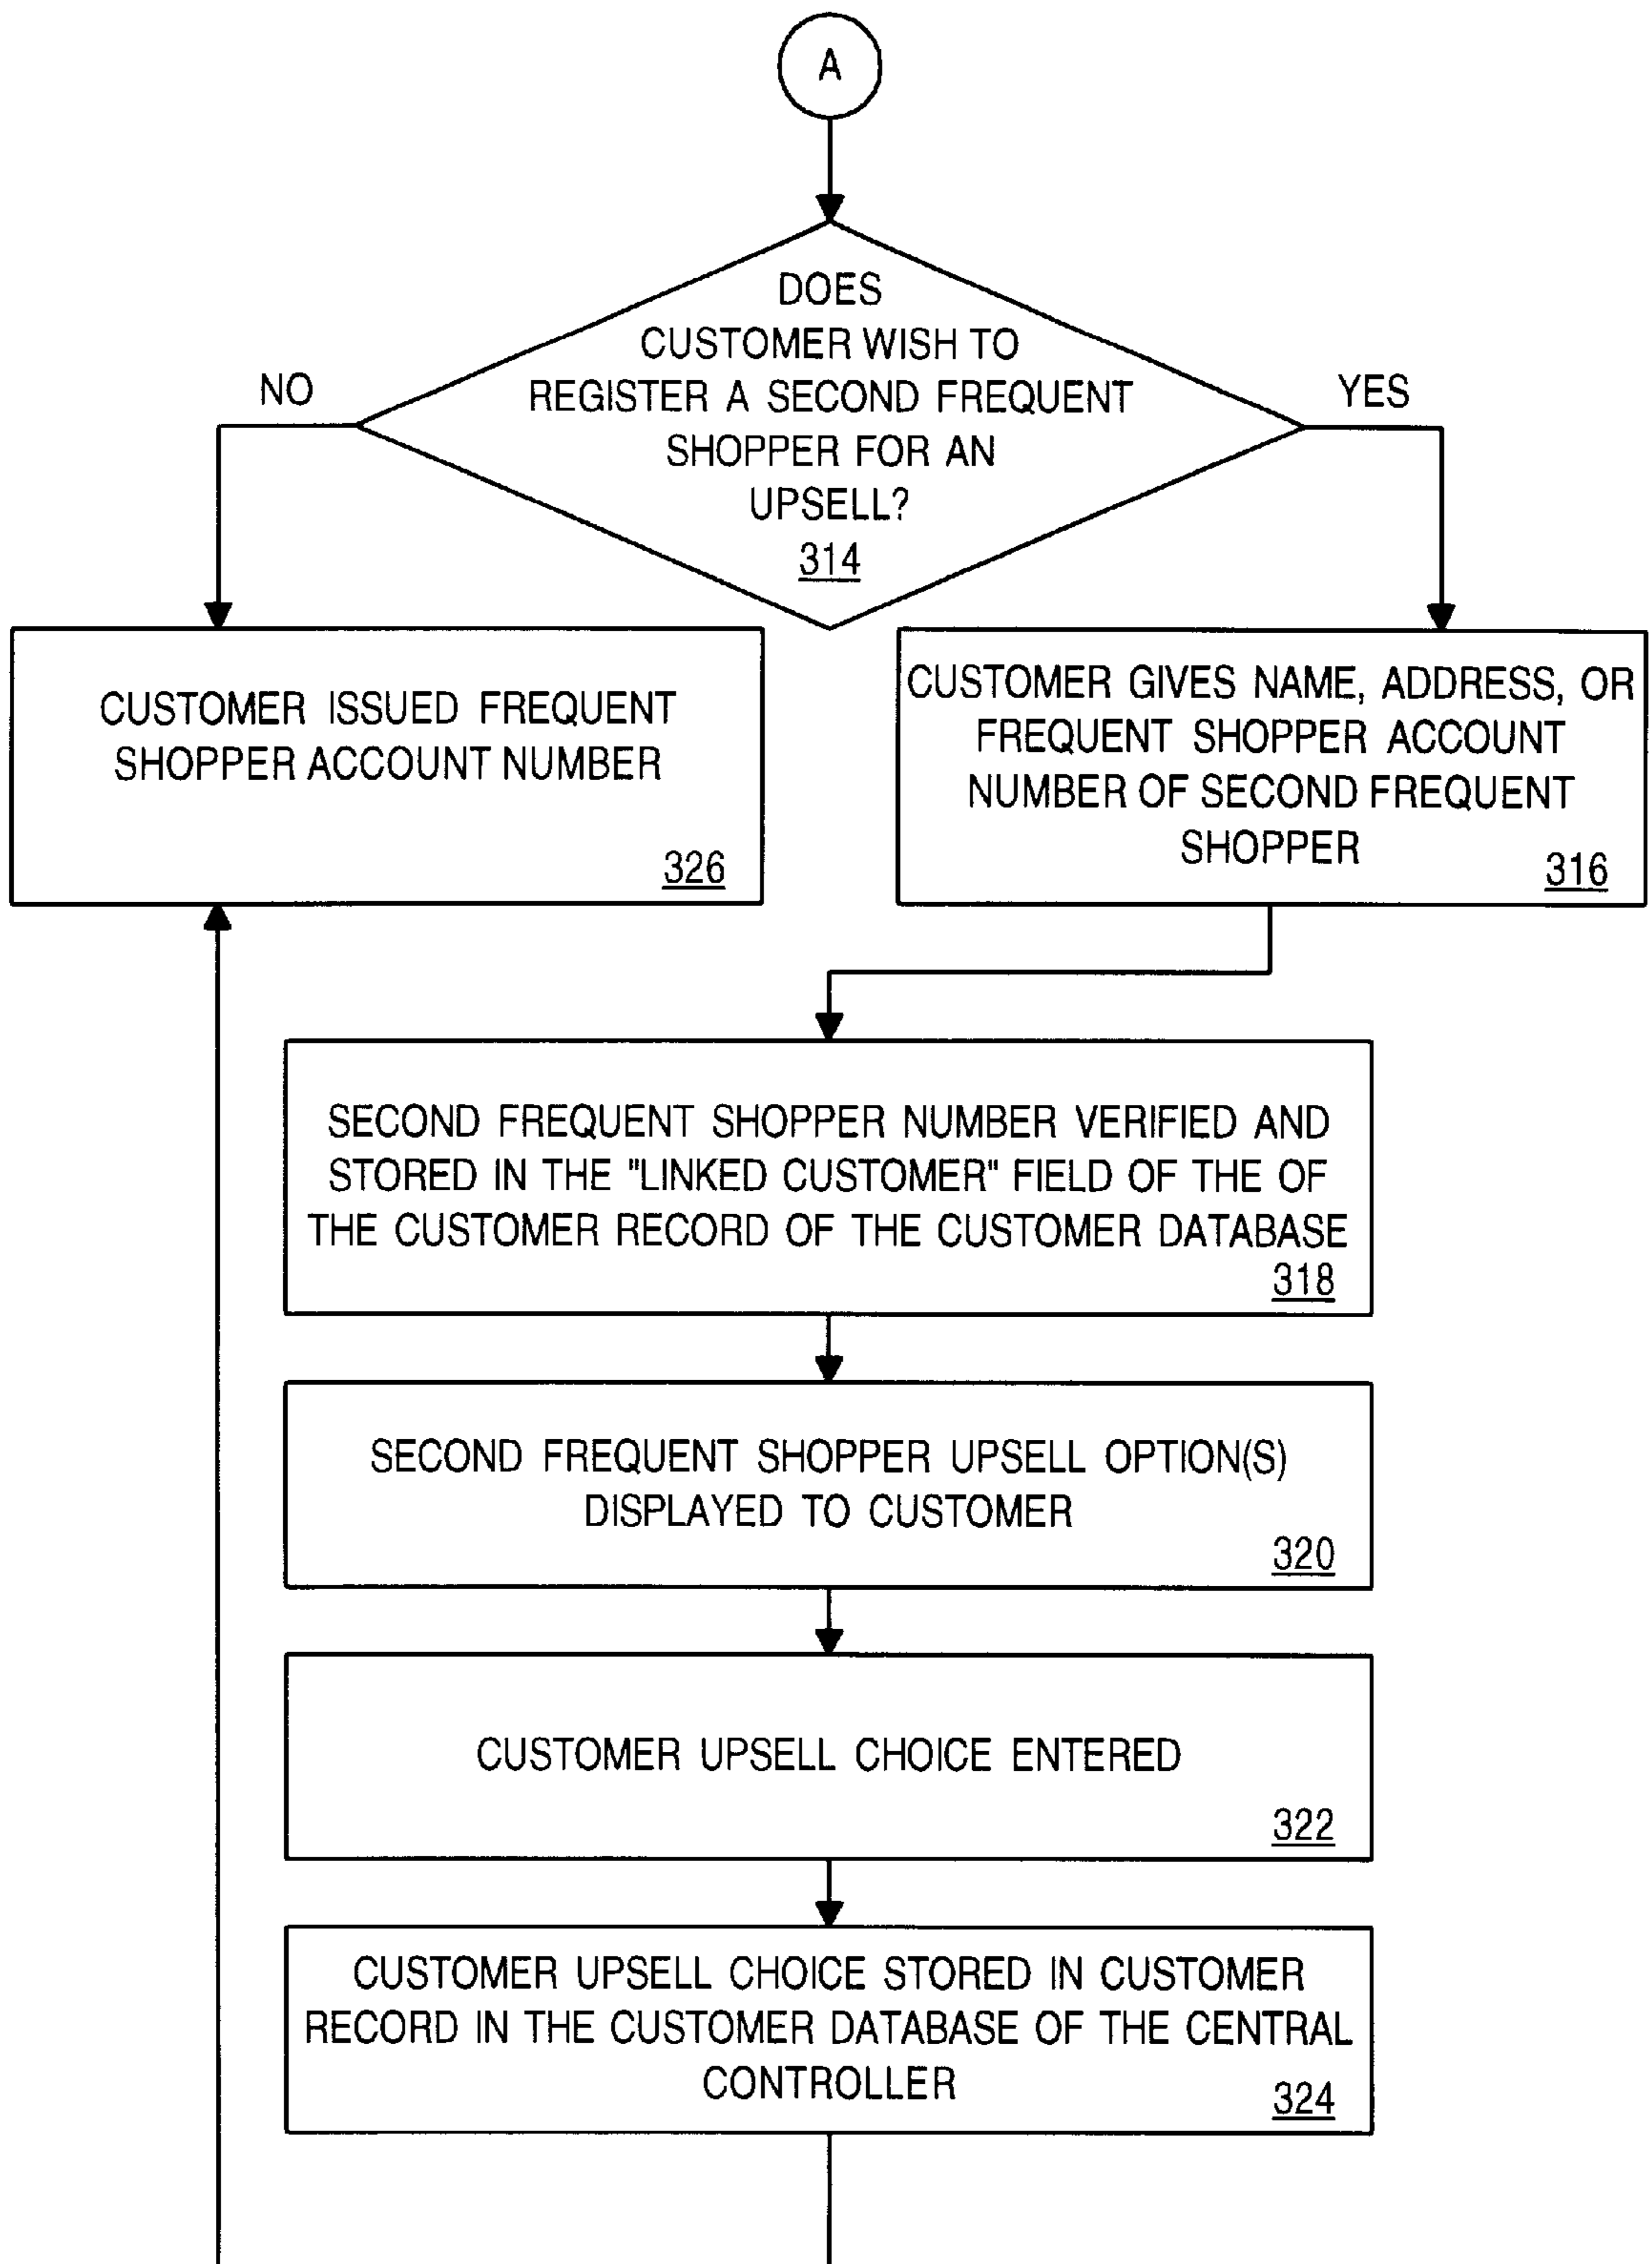 A
DOES
CUSTOMER WISH TO
REGISTER A SECOND FREQUENT
SHOPPER FOR AN
UPSELL?
314
NO
YES
CUSTOMER ISSUED FREQUENT
SHOPPER ACCOUNT NUMBER
326
CUSTOMER GIVES NAME, ADDRESS, OR
FREQUENT SHOPPER ACCOUNT
NUMBER OF SECOND FREQUENT
SHOPPER
316
SECOND FREQUENT SHOPPER NUMBER VERIFIED AND
STORED IN THE "LINKED CUSTOMER" FIELD OF THE OF
THE CUSTOMER RECORD OF THE CUSTOMER DATABASE
318
SECOND FREQUENT SHOPPER UPSELL OPTION(S)
DISPLAYED TO CUSTOMER
320
CUSTOMER UPSELL CHOICE ENTERED
322
CUSTOMER UPSELL CHOICE STORED IN CUSTOMER
RECORD IN THE CUSTOMER DATABASE OF THE CENTRAL
CONTROLLER
324